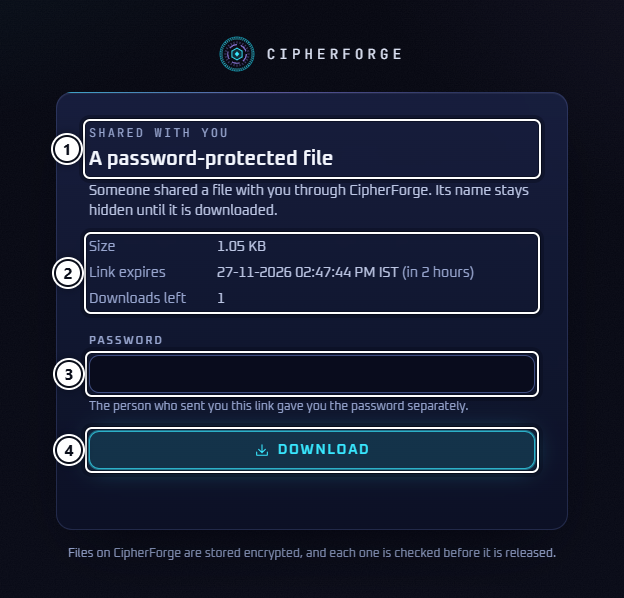 CIPHERFORGE
SHARED WITH YOU
1
A password-protected file
Someone shared a file with you through CipherForge. Its name stays
hidden until it is downloaded.
Size 1.05 KB
2
Link expires 27-11-2026 02:47:44 PM IST (in 2 hours)
Downloads left 1
PASSWORD
3
The person who sent you this link gave you the password separately.
4
DOWNLOAD
Files on CipherForge are stored encrypted, and each one is checked before it is released.